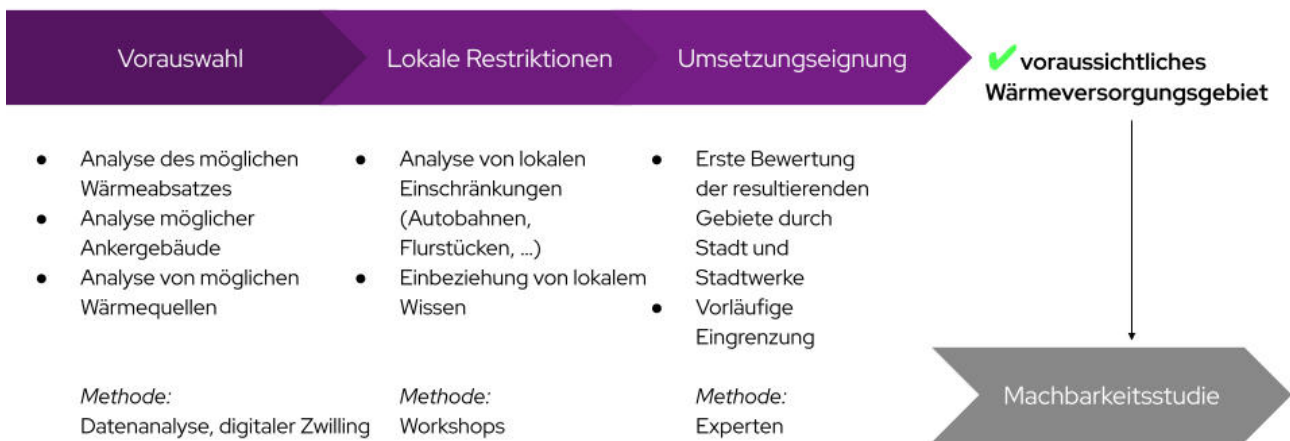 Vorauswahl
Lokale Restriktionen
Umsetzungseignung
✔ voraussichtliches
Wärmeversorgungsgebiet
● Analyse des möglichen
Wärmeabsatzes
● Analyse möglicher
Ankergebäude
● Analyse von möglichen
Wärmequellen
Methode:
Datenanalyse, digitaler Zwilling
● Analyse von lokalen
Einschränkungen
(Autobahnen,
Flurstücken, ...)
● Einbeziehung von lokalem
Wissen
Methode:
Workshops
● Erste Bewertung
der resultierenden
Gebiete durch
Stadt und
Stadtwerke
● Vorläufige
Eingrenzung
Methode:
Experten
Machbarkeitsstudie